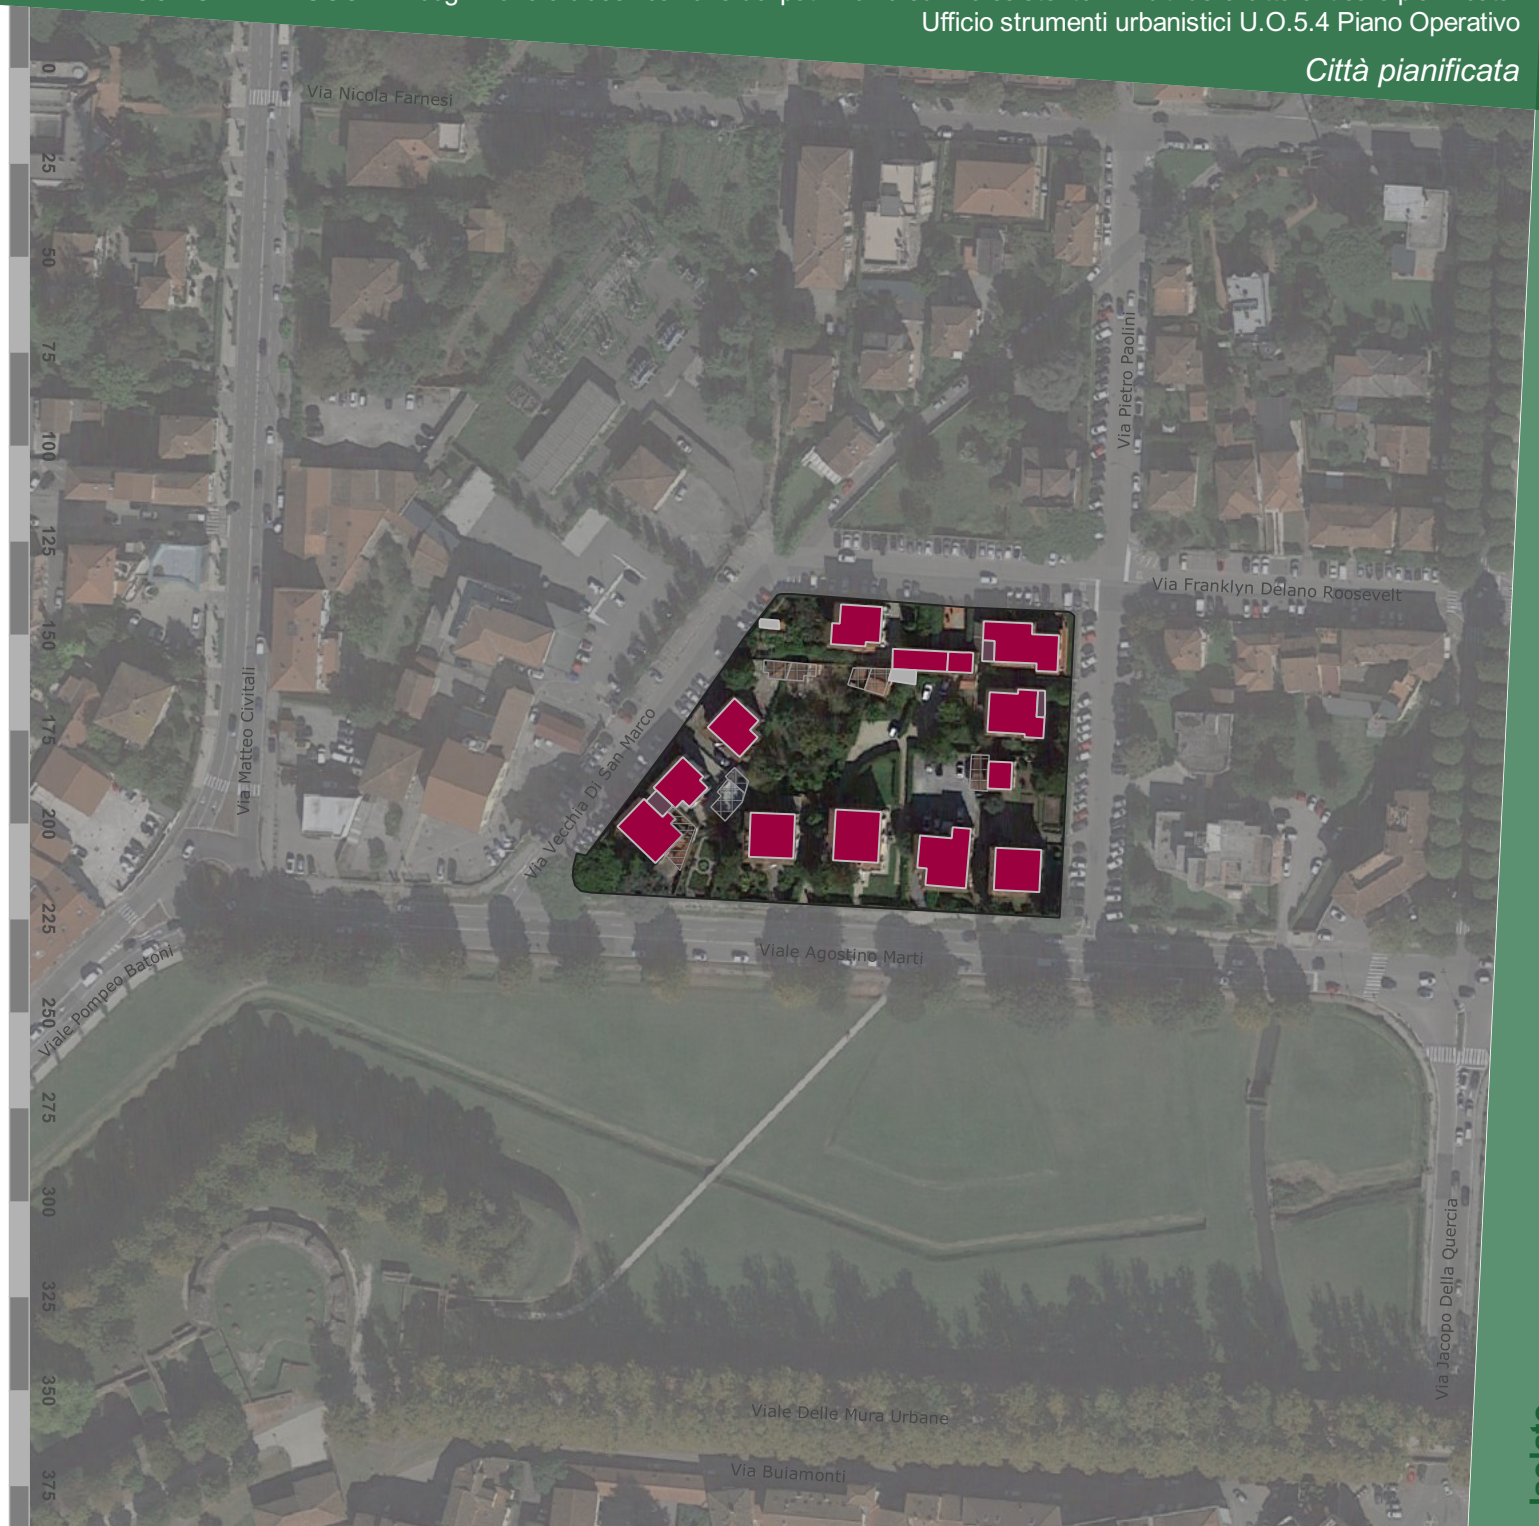 Ufficio strumenti urbanistici U.O.5.4 Piano Operativo
Città pianificata
Via Nicola Farnesi
Via Pietro Paolini
Via Franklyn Delano Roosevelt
Via Matteo Civitali
Via Vecchia Di San Marco
Viale Agostino Marti
Viale Pompeo Batoni
Via Jacopo Della Quercia
Viale Delle Mura Urbane
Via Buiamonti
0
25
50
75
100
125
150
175
200
225
250
275
300
325
350
375